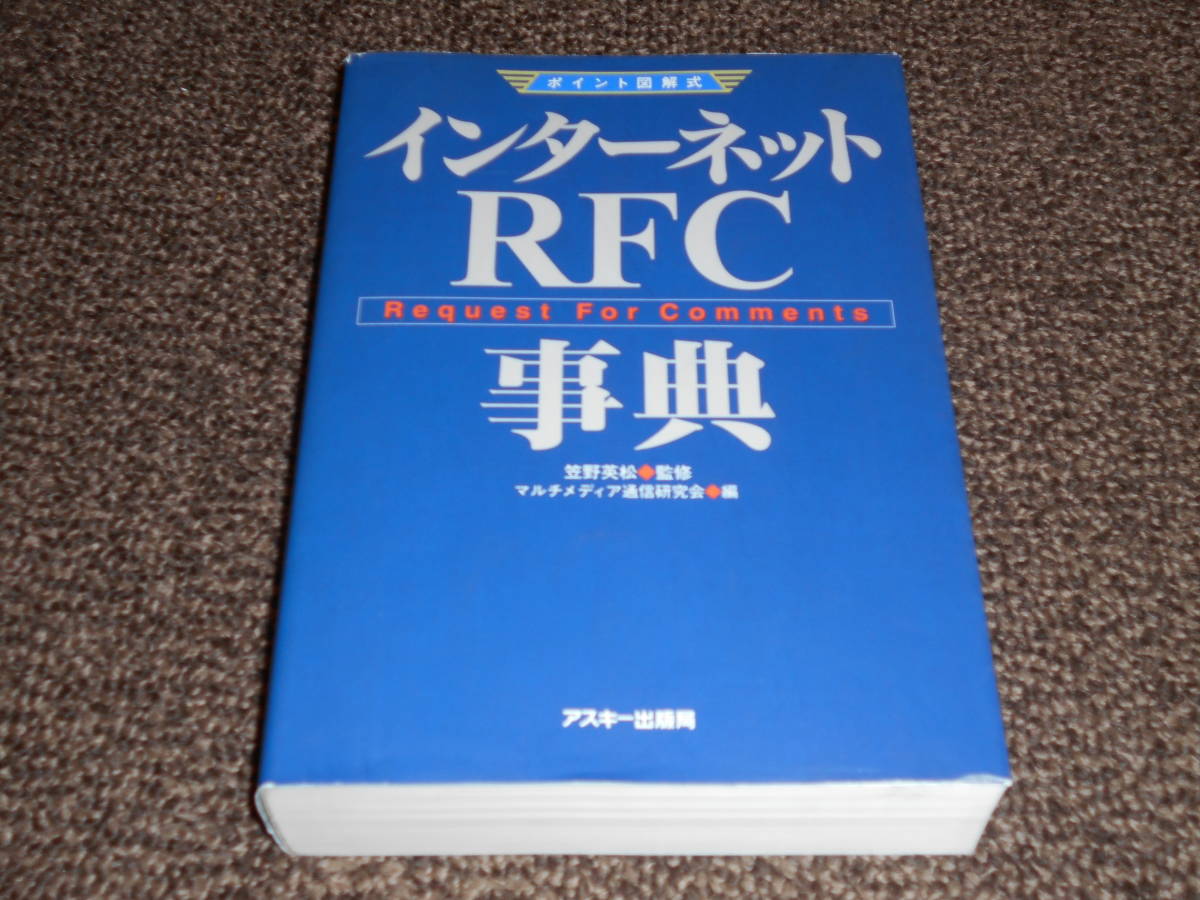 ポイント図解式
インターネット
RFC
Request For Comments
事典
笠野英松◆監修
マルチメディア通信研究会◆編
アスキー出版局